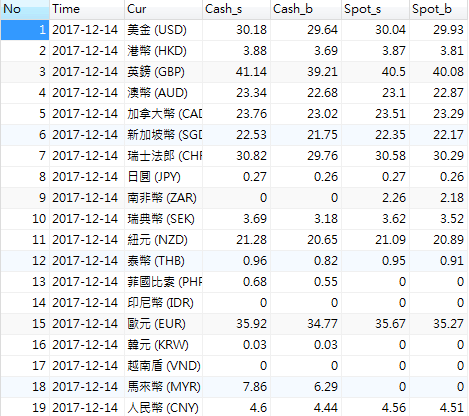 No Time Cur Cash_s Cash_b Spot_s Spot_b
1 2017-12-14 美金 (USD) 30.18 29.64 30.04 29.93
2 2017-12-14 港幣 (HKD) 3.88 3.69 3.87 3.81
3 2017-12-14 英鎊 (GBP) 41.14 39.21 40.5 40.08
4 2017-12-14 澳幣 (AUD) 23.34 22.68 23.1 22.87
5 2017-12-14 加拿大幣 (CAD 23.76 23.02 23.51 23.29
6 2017-12-14 新加坡幣 (SGD 22.53 21.75 22.35 22.17
7 2017-12-14 瑞士法郎 (CHF 30.82 29.76 30.58 30.29
8 2017-12-14 日圓 (JPY) 0.27 0.26 0.27 0.26
9 2017-12-14 南非幣 (ZAR) 0 0 2.26 2.18
10 2017-12-14 瑞典幣 (SEK) 3.69 3.18 3.62 3.52
11 2017-12-14 紐元 (NZD) 21.28 20.65 21.09 20.89
12 2017-12-14 泰幣 (THB) 0.96 0.82 0.95 0.91
13 2017-12-14 菲國比索 (PHP 0.68 0.55 0 0
14 2017-12-14 印尼幣 (IDR) 0 0 0 0
15 2017-12-14 歐元 (EUR) 35.92 34.77 35.67 35.27
16 2017-12-14 韓元 (KRW) 0.03 0.03 0 0
17 2017-12-14 越南盾 (VND) 0 0 0 0
18 2017-12-14 馬來幣 (MYR) 7.86 6.29 0 0
19 2017-12-14 人民幣 (CNY) 4.6 4.44 4.56 4.51